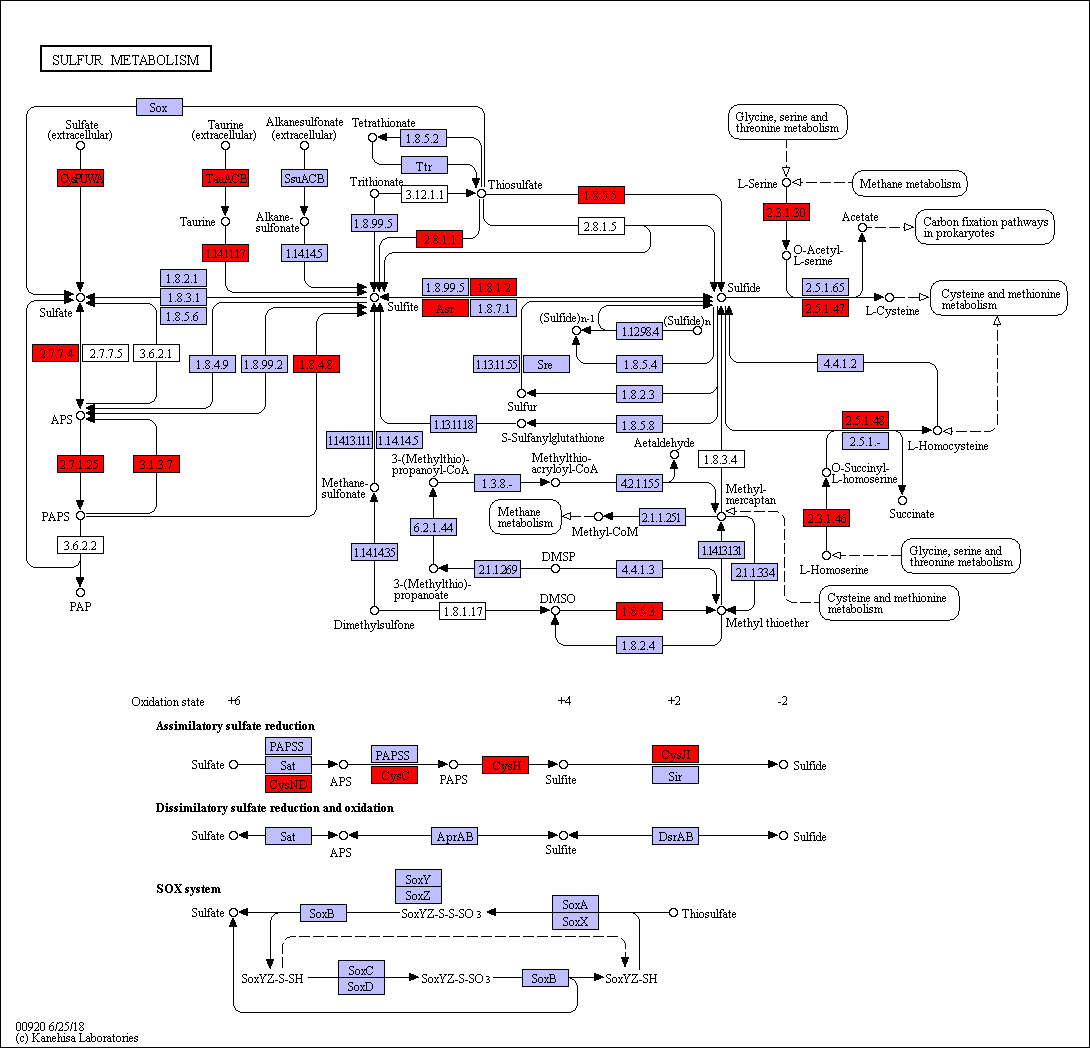 SULFUR METABOLISM
Sox
Sulfate
(extracellular)
Taurine
(extracellular)
Alkanesulfonate
(extracellular)
Tetrathionate
1.8.5.2
Ttr
Glycine, serine and
threonine metabolism
CysPUWA
TauACB
SsuACB
Trithionate
3.12.1.1
Thiosulfate
1.8.5.5
L-Serine
Methane metabolism
Taurine
Alkane-
sulfonate
1.8.99.5
2.8.1.1
2.8.1.5
2.3.1.30
Acetate
Carbon fixation pathways
in prokaryotes
1.14.11.17
1.14.14.5
O-Acetyl-
L-serine
1.8.2.1
1.8.3.1
1.8.5.6
1.8.99.5
1.8.1.2
Asr
1.8.7.1
Sulfate
Sulfite
Sulfide
2.5.1.65
2.5.1.47
L-Cysteine
Cysteine and methionine
metabolism
(Sulfide)n-1
1.12.98.4
(Sulfide)n
2.7.7.4
2.7.7.5
3.6.2.1
1.8.4.9
1.8.99.2
1.8.4.8
1.13.11.55
Sre
1.8.5.4
4.4.1.2
1.8.2.3
Sulfur
APS
1.13.11.18
S-Sulfanylglutathione
1.8.5.8
2.5.1.48
2.5.1.-
L-Homocysteine
1.14.13.111
1.14.14.5
Aetaldehyde
2.7.1.25
3.1.3.7
3-(Methylthio)-
propanoyl-CoA
Methylthio-
acryloyl-CoA
1.8.3.4
O-Succinyl-
L-homoserine
Methane-
sulfonate
1.3.8.-
4.2.1.155
Methyl-
mercaptan
Succinate
PAPS
Methane
metabolism
Methyl-CoM
2.1.1.251
2.3.1.46
6.2.1.44
3.6.2.2
1.14.14.35
1.14.13.131
L-Homoserine
Glycine, serine and
threonine metabolism
2.1.1.269
DMSP
4.4.1.3
2.1.1.334
3-(Methylthio)-
propanoate
PAP
DMSO
Cysteine and methionine
metabolism
Dimethylsulfone
1.8.1.17
1.8.5.3
Methyl thioether
1.8.2.4
Oxidation state +6 +4 +2 -2
Assimilatory sulfate reduction
PAPSS
PAPSS
CysJI
Sulfate
Sat
CysND
APS
CysC
PAPS
CysH
Sulfite
Sir
Sulfide
Dissimilatory sulfate reduction and oxidation
Sulfate
Sat
APS
AprAB
Sulfite
DsrAB
Sulfide
SOX system
SoxY
SoxZ
SoxA
SoxX
Sulfate
SoxB
SoxYZ-S-S-SO3
Thiosulfate
SoxYZ-S-SH
SoxC
SoxD
SoxYZ-S-SO3
SoxB
SoxYZ-SH
00920 6/25/18
(c) Kanehisa Laboratories